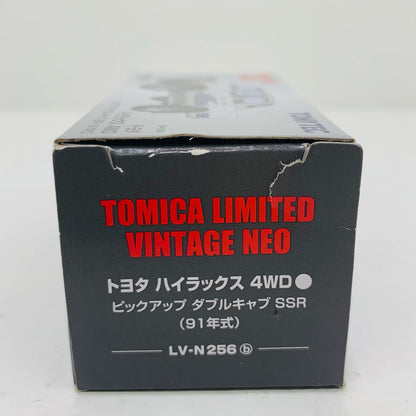 TOMICA LIMITED
VINTAGE NEO
トヨタ ハイラックス 4WD●
ピックアップ ダブルキャブ SSR
（91年式）
LV-N256 ⓑ